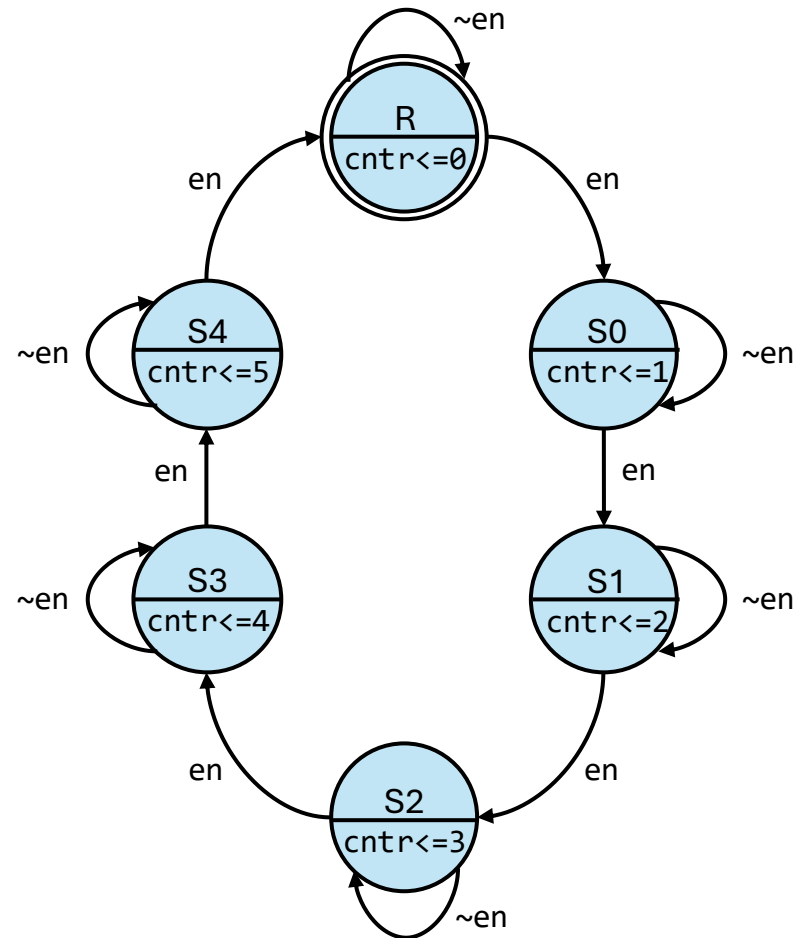 ~en
R
cntr<=0
en
en
S4
cntr<=5
~en
S0
cntr<=1
~en
en
en
S3
cntr<=4
~en
S1
cntr<=2
~en
en
en
S2
cntr<=3
~en